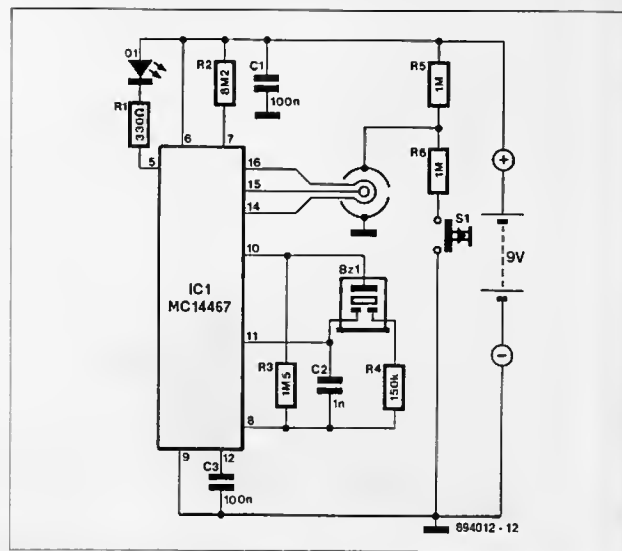 D1
R1
330Ω
R2
8M2
C1
100n
R5
1M
R6
1M
S1
+
9V
−
5
6
7
16
15
14
10
11
8
9
12
IC1
MC14467
Bz1
R3
1M5
C2
1n
R4
150k
C3
100n
894012 - 12